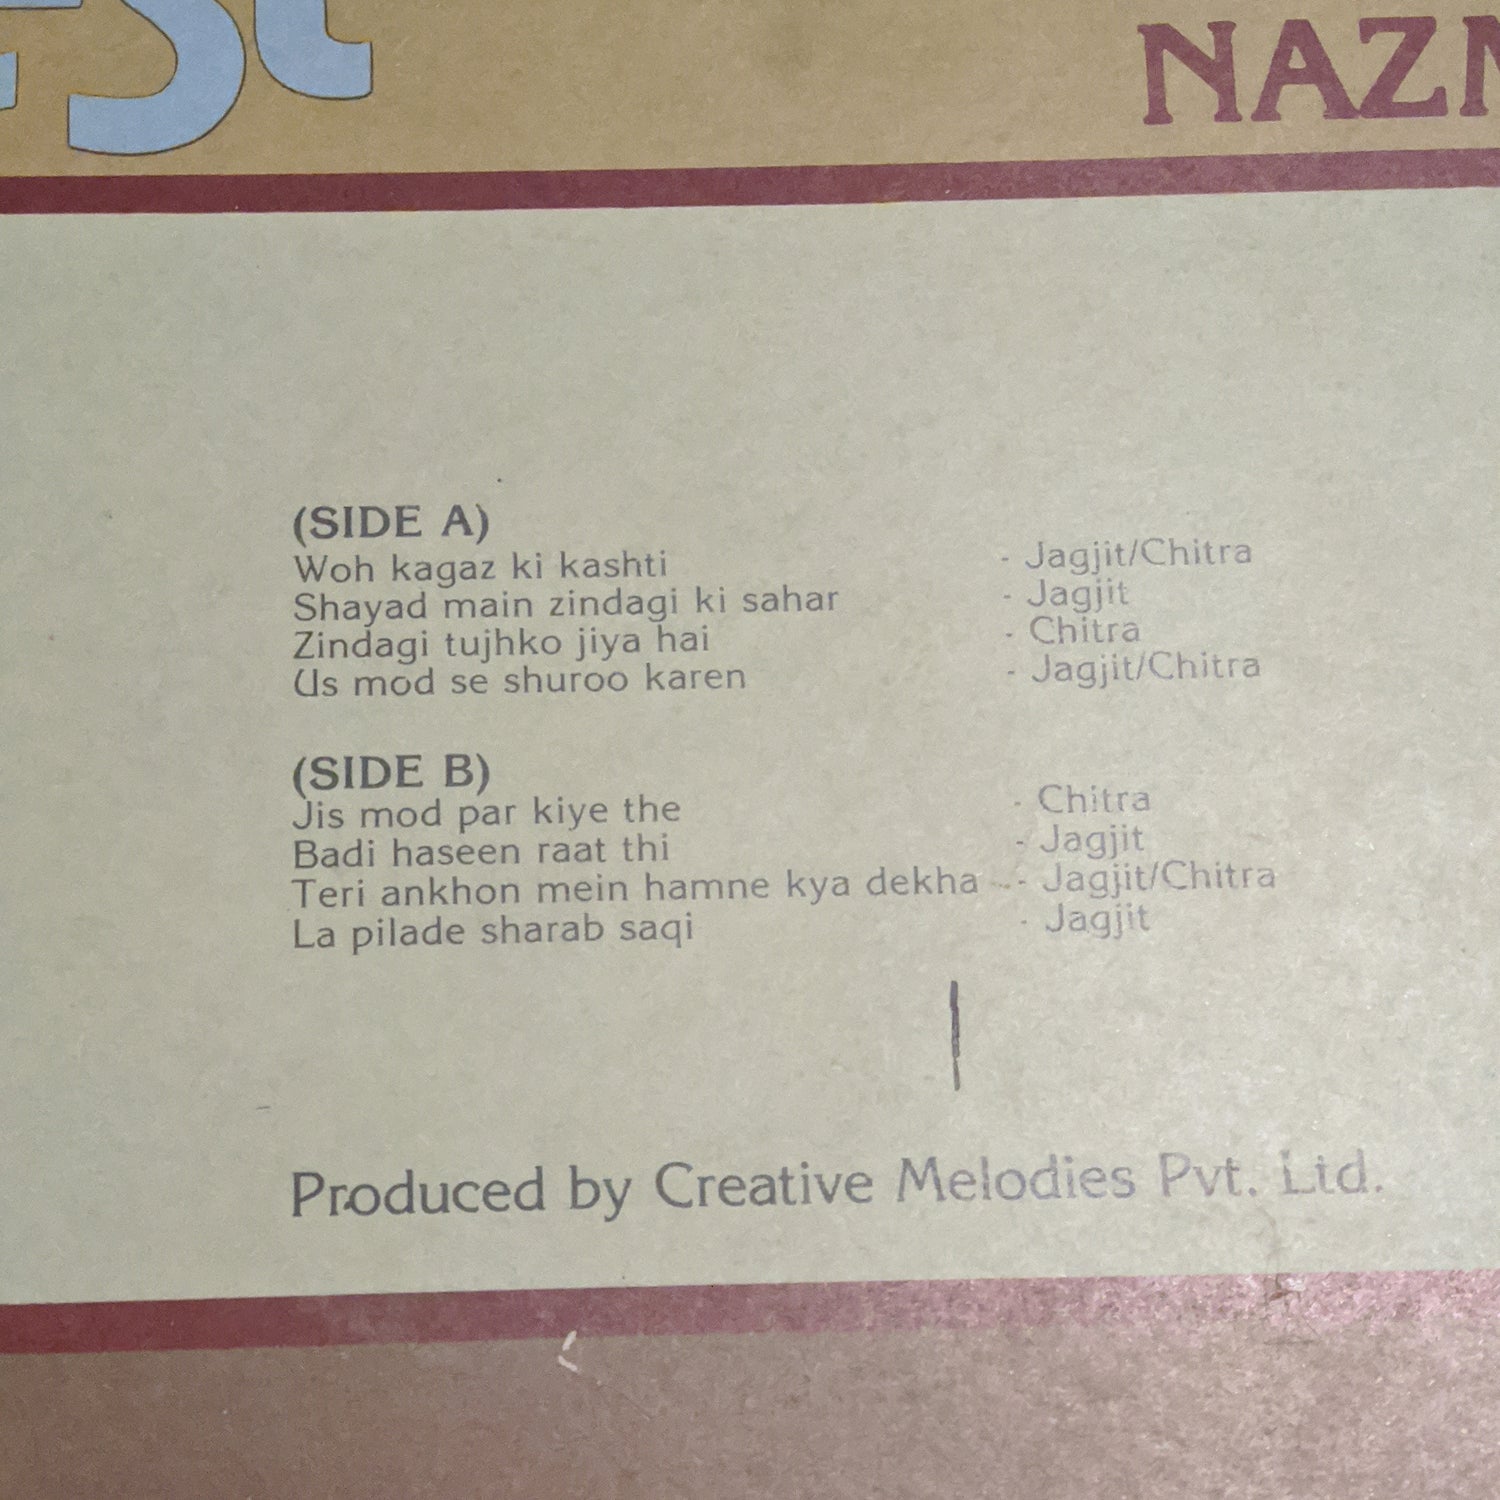 (SIDE A)
Woh kagaz ki kashti - Jagjit/Chitra
Shayad main zindagi ki sahar - Jagjit
Zindagi tujhko jiya hai - Chitra
Us mod se shuroo karen - Jagjit/Chitra
(SIDE B)
Jis mod par kiye the - Chitra
Badi haseen raat thi - Jagjit
Teri ankhon mein hamne kya dekha - Jagjit/Chitra
La pilade sharab saqi - Jagjit
Produced by Creative Melodies Pvt. Ltd.